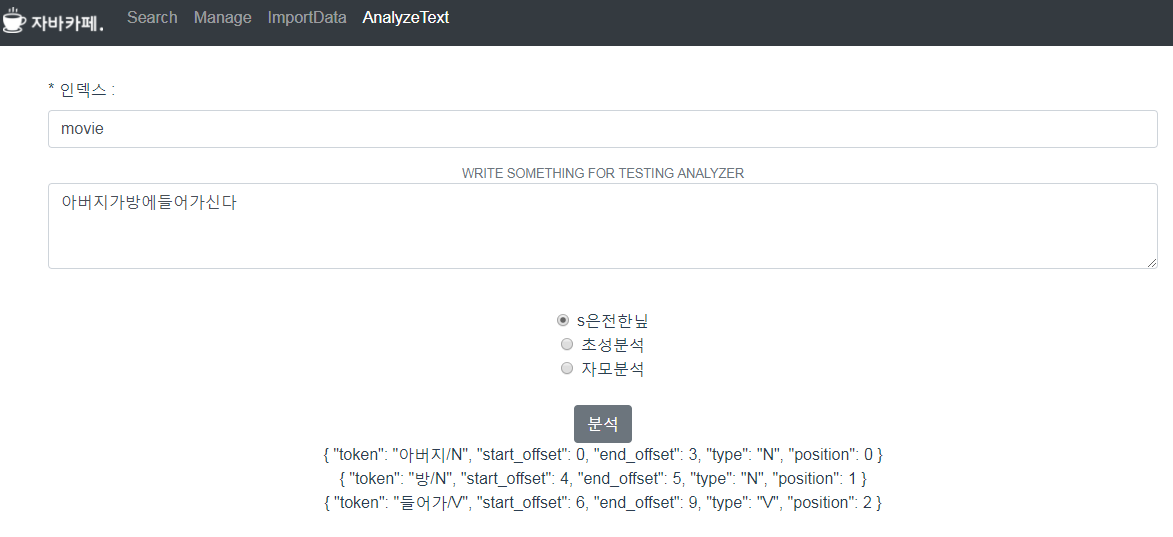 자바카페. Search Manage ImportData AnalyzeText
* 인덱스 :
movie
WRITE SOMETHING FOR TESTING ANALYZER
아버지가방에들어가신다
s은전한닢
초성분석
자모분석
분석
{ "token": "아버지/N", "start_offset": 0, "end_offset": 3, "type": "N", "position": 0 }
{ "token": "방/N", "start_offset": 4, "end_offset": 5, "type": "N", "position": 1 }
{ "token": "들어가/V", "start_offset": 6, "end_offset": 9, "type": "V", "position": 2 }